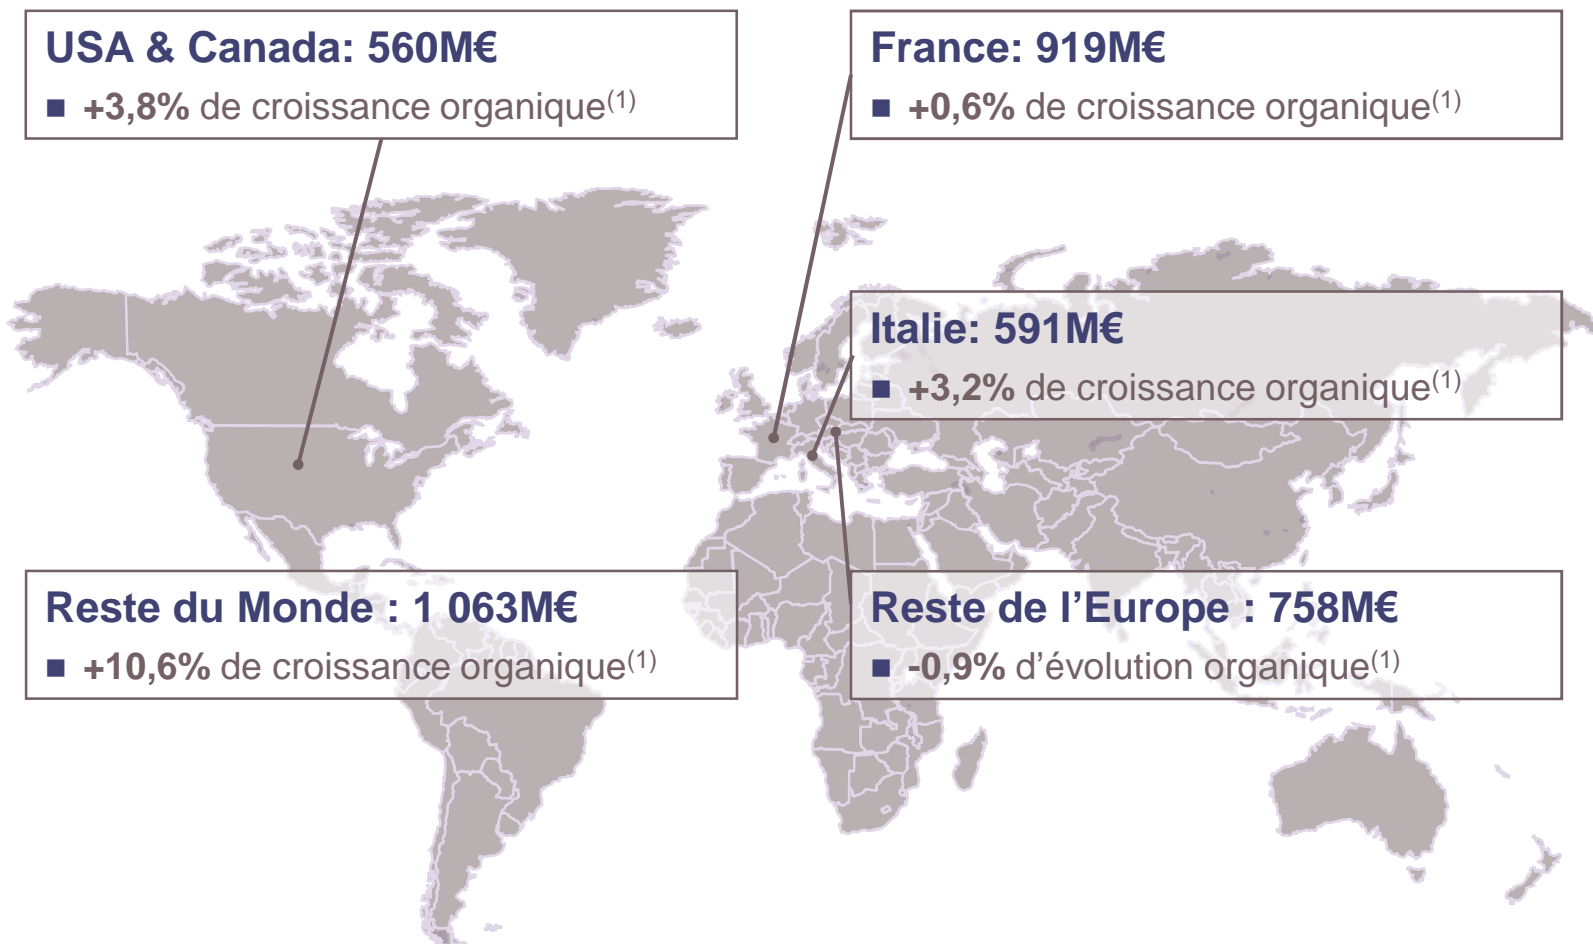 USA & Canada: 560M€
■ +3,8% de croissance organique(1)
France: 919M€
■ +0,6% de croissance organique(1)
Italie: 591M€
■ +3,2% de croissance organique(1)
Reste du Monde : 1 063M€
■ +10,6% de croissance organique(1)
Reste de l’Europe : 758M€
■ -0,9% d’évolution organique(1)